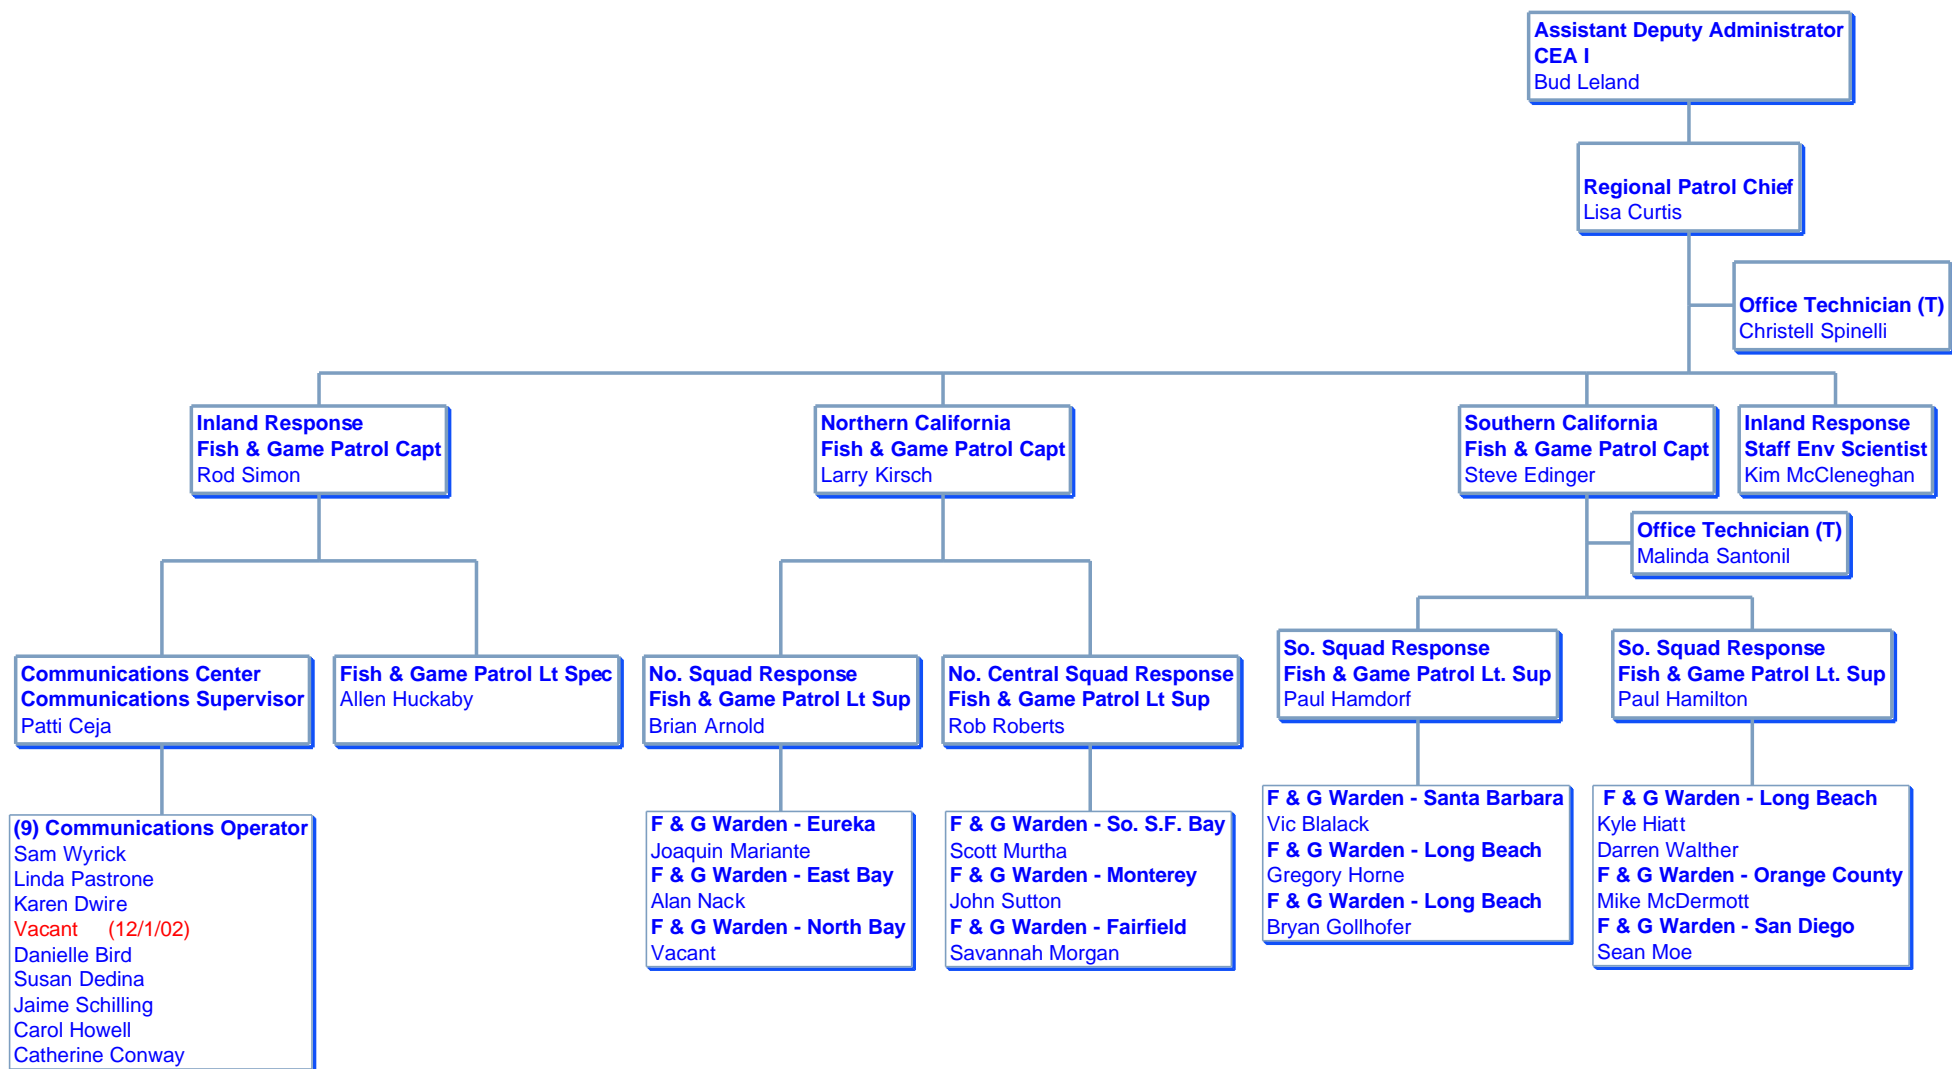 Assistant Deputy Administrator
CEA I
Bud Leland
Regional Patrol Chief
Lisa Curtis
Office Technician (T)
Christell Spinelli
Inland Response
Fish & Game Patrol Capt
Rod Simon
Northern California
Fish & Game Patrol Capt
Larry Kirsch
Southern California
Fish & Game Patrol Capt
Steve Edinger
Inland Response
Staff Env Scientist
Kim McCleneghan
Office Technician (T)
Malinda Santonil
Communications Center
Communications Supervisor
Patti Ceja
Fish & Game Patrol Lt Spec
Allen Huckaby
No. Squad Response
Fish & Game Patrol Lt Sup
Brian Arnold
No. Central Squad Response
Fish & Game Patrol Lt Sup
Rob Roberts
So. Squad Response
Fish & Game Patrol Lt. Sup
Paul Hamdorf
So. Squad Response
Fish & Game Patrol Lt. Sup
Paul Hamilton
(9) Communications Operator
Sam Wyrick
Linda Pastrone
Karen Dwire
Vacant (12/1/02)
Danielle Bird
Susan Dedina
Jaime Schilling
Carol Howell
Catherine Conway
F & G Warden - Eureka
Joaquin Mariante
F & G Warden - East Bay
Alan Nack
F & G Warden - North Bay
Vacant
F & G Warden - So. S.F. Bay
Scott Murtha
F & G Warden - Monterey
John Sutton
F & G Warden - Fairfield
Savannah Morgan
F & G Warden - Santa Barbara
Vic Blalack
F & G Warden - Long Beach
Gregory Horne
F & G Warden - Long Beach
Bryan Gollhofer
F & G Warden - Long Beach
Kyle Hiatt
Darren Walther
F & G Warden - Orange County
Mike McDermott
F & G Warden - San Diego
Sean Moe